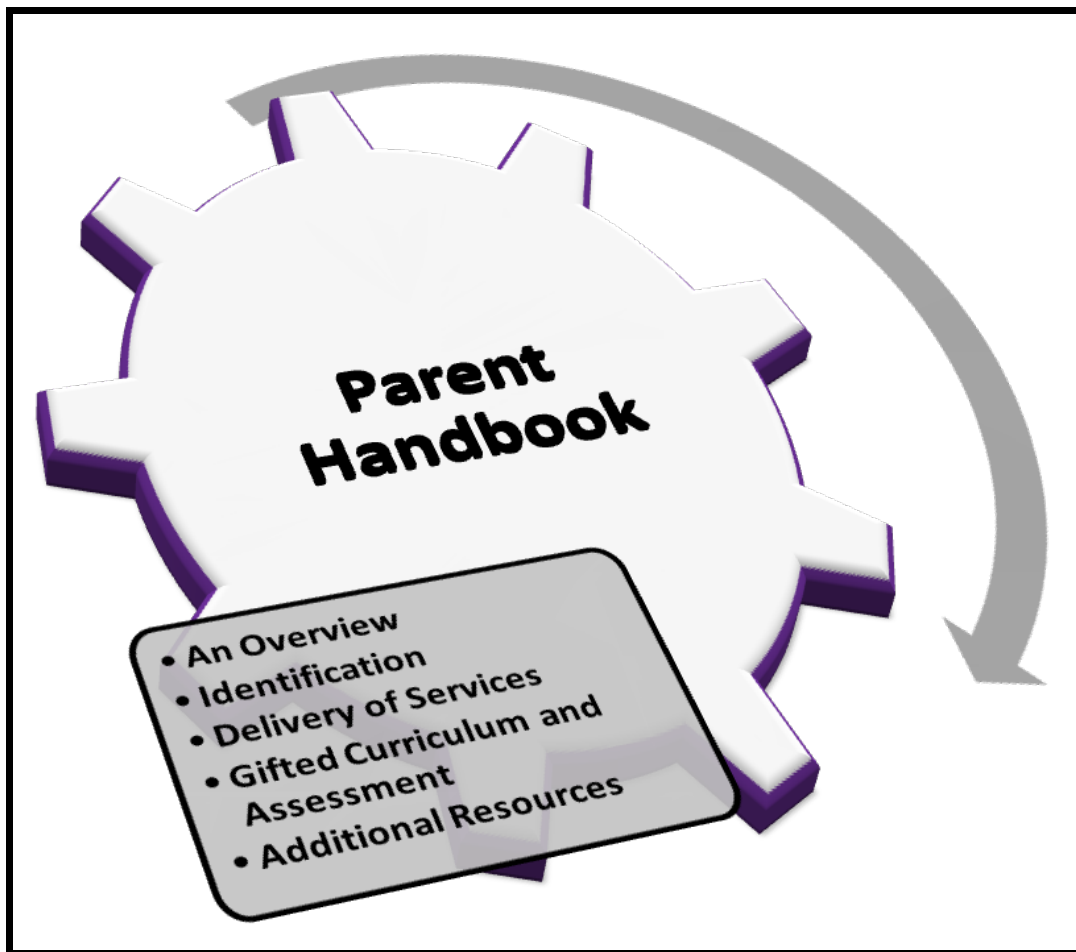 Parent
Handbook
• An Overview
• Identification
• Delivery of Services
• Gifted Curriculum and
Assessment
• Additional Resources